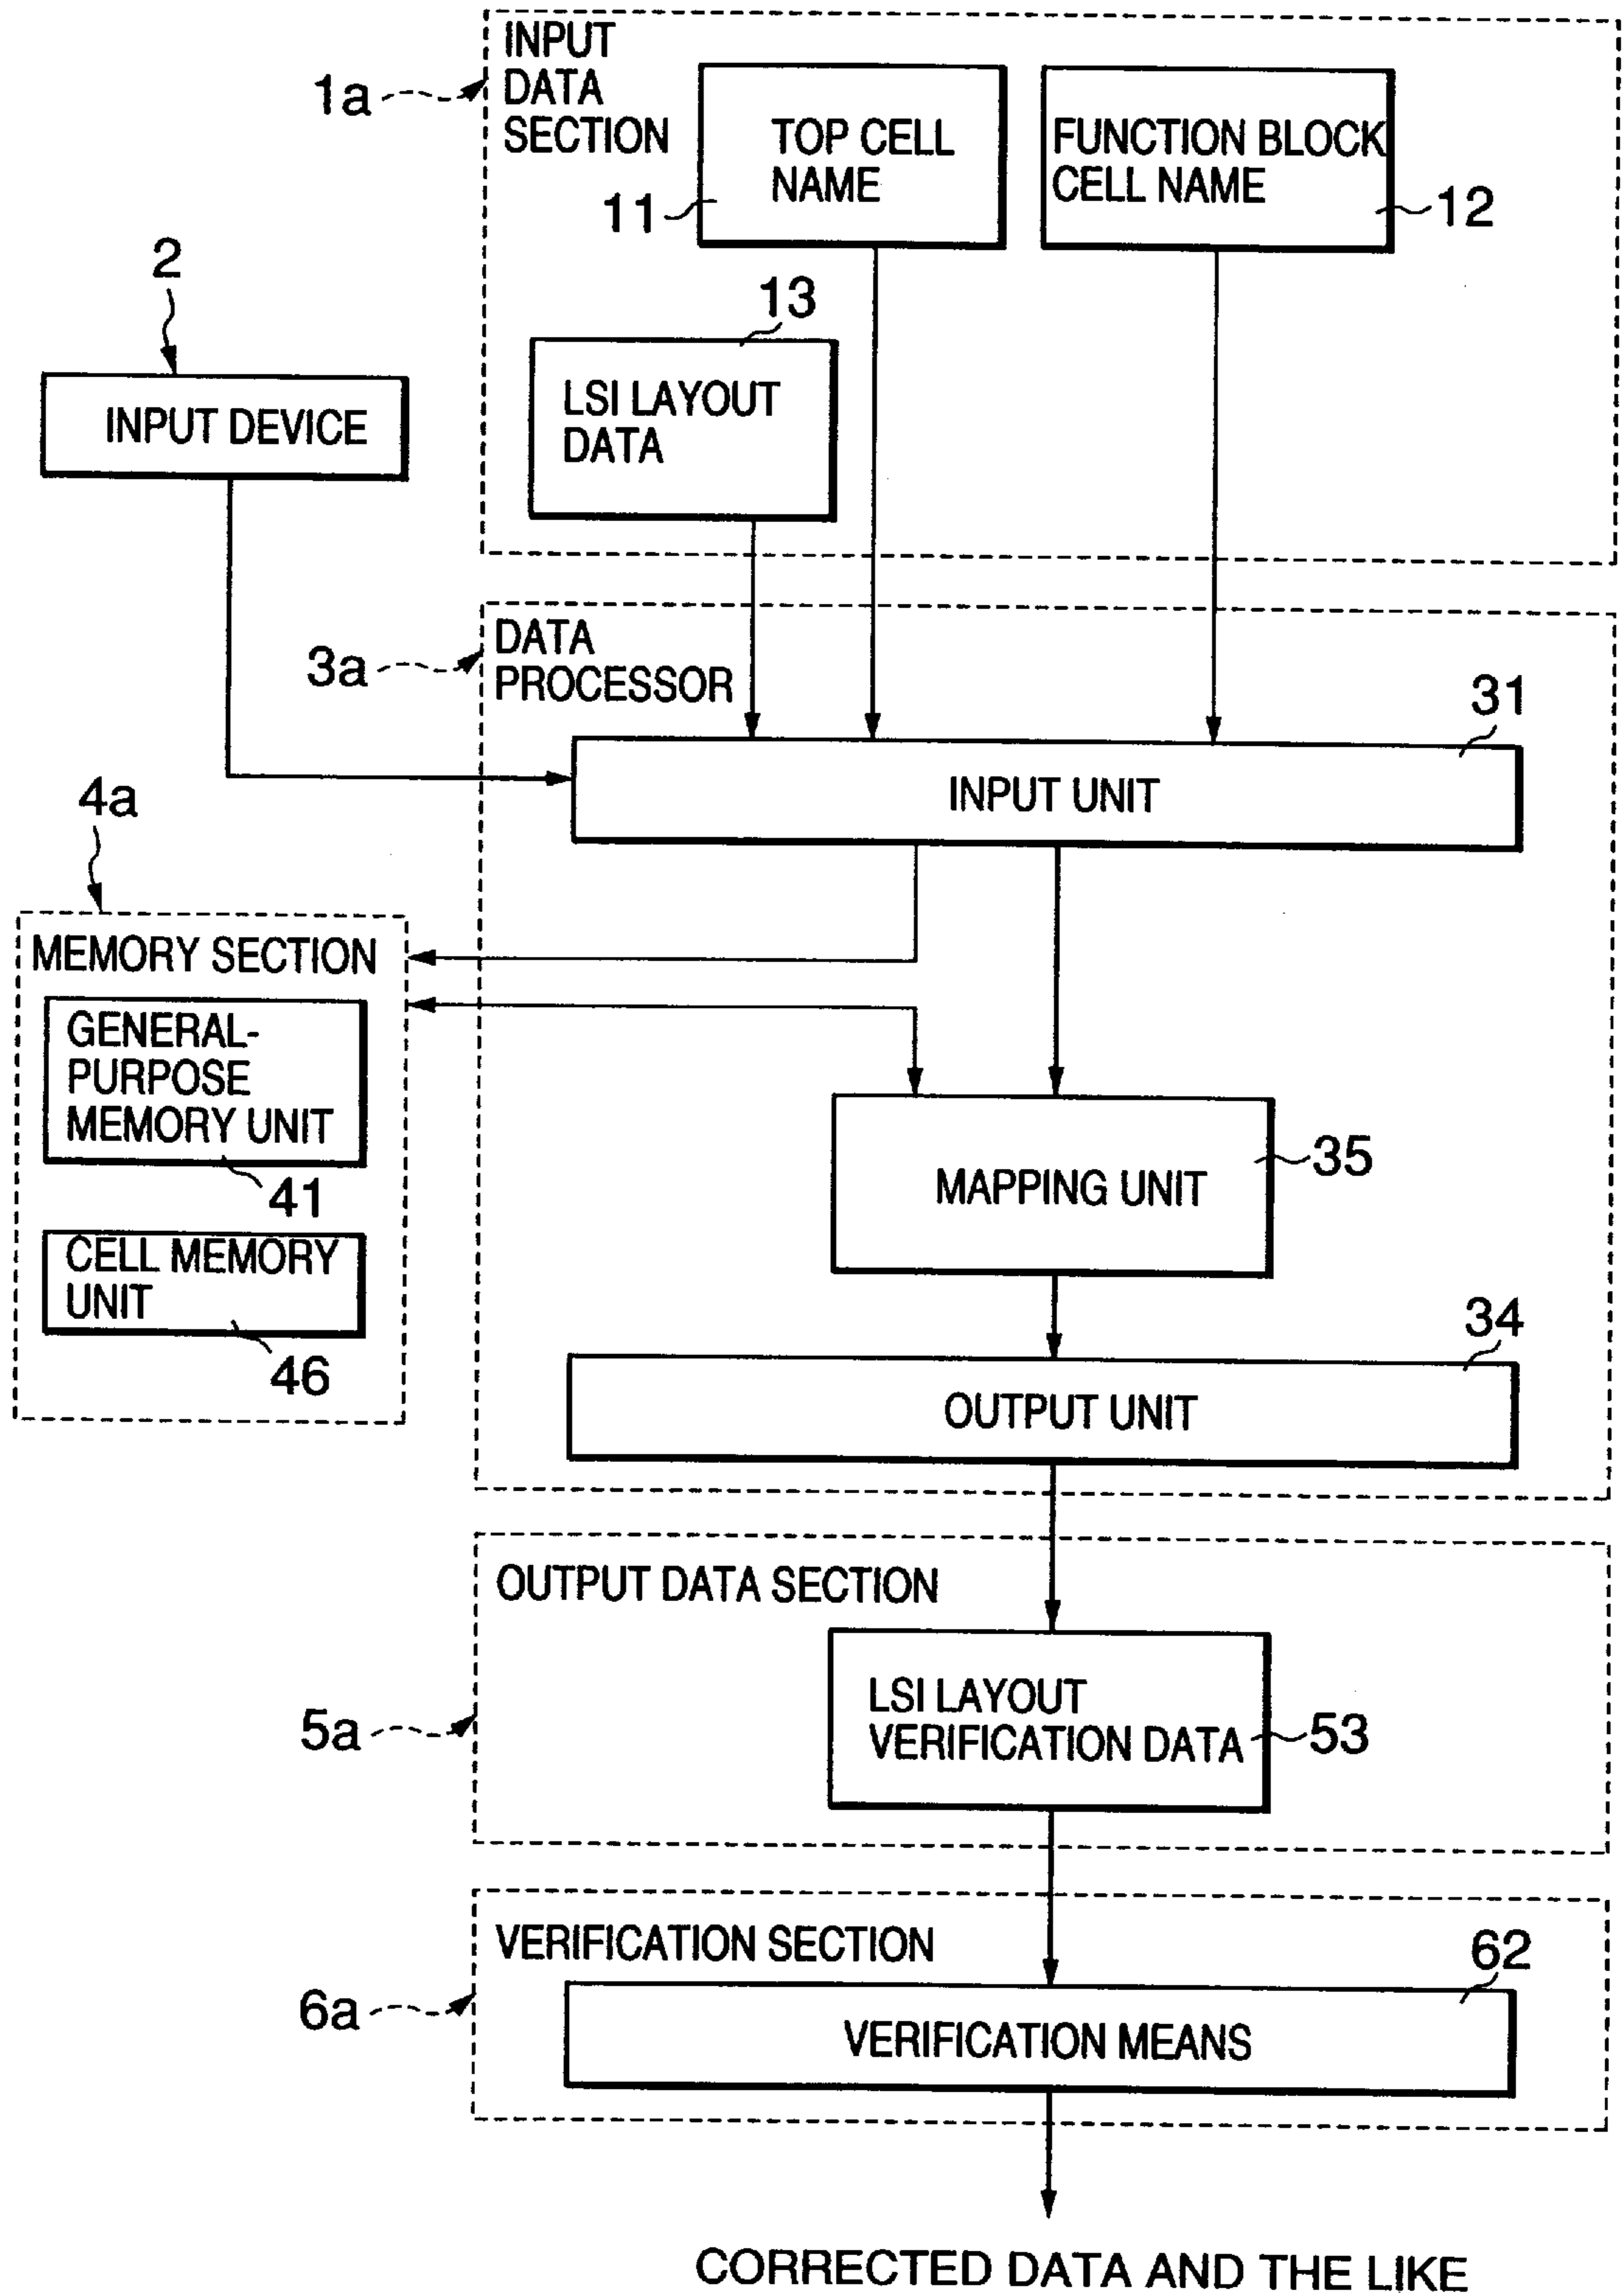 INPUT
DATA
SECTION
1a
TOP CELL
NAME
11
FUNCTION BLOCK
CELL NAME
12
2
INPUT DEVICE
13
LSI LAYOUT
DATA
3a
DATA
PROCESSOR
31
INPUT UNIT
4a
MEMORY SECTION
GENERAL-
PURPOSE
MEMORY UNIT
41
CELL MEMORY
UNIT
46
MAPPING UNIT
35
34
OUTPUT UNIT
OUTPUT DATA SECTION
5a
LSI LAYOUT
VERIFICATION DATA
53
VERIFICATION SECTION
62
6a
VERIFICATION MEANS
CORRECTED DATA AND THE LIKE